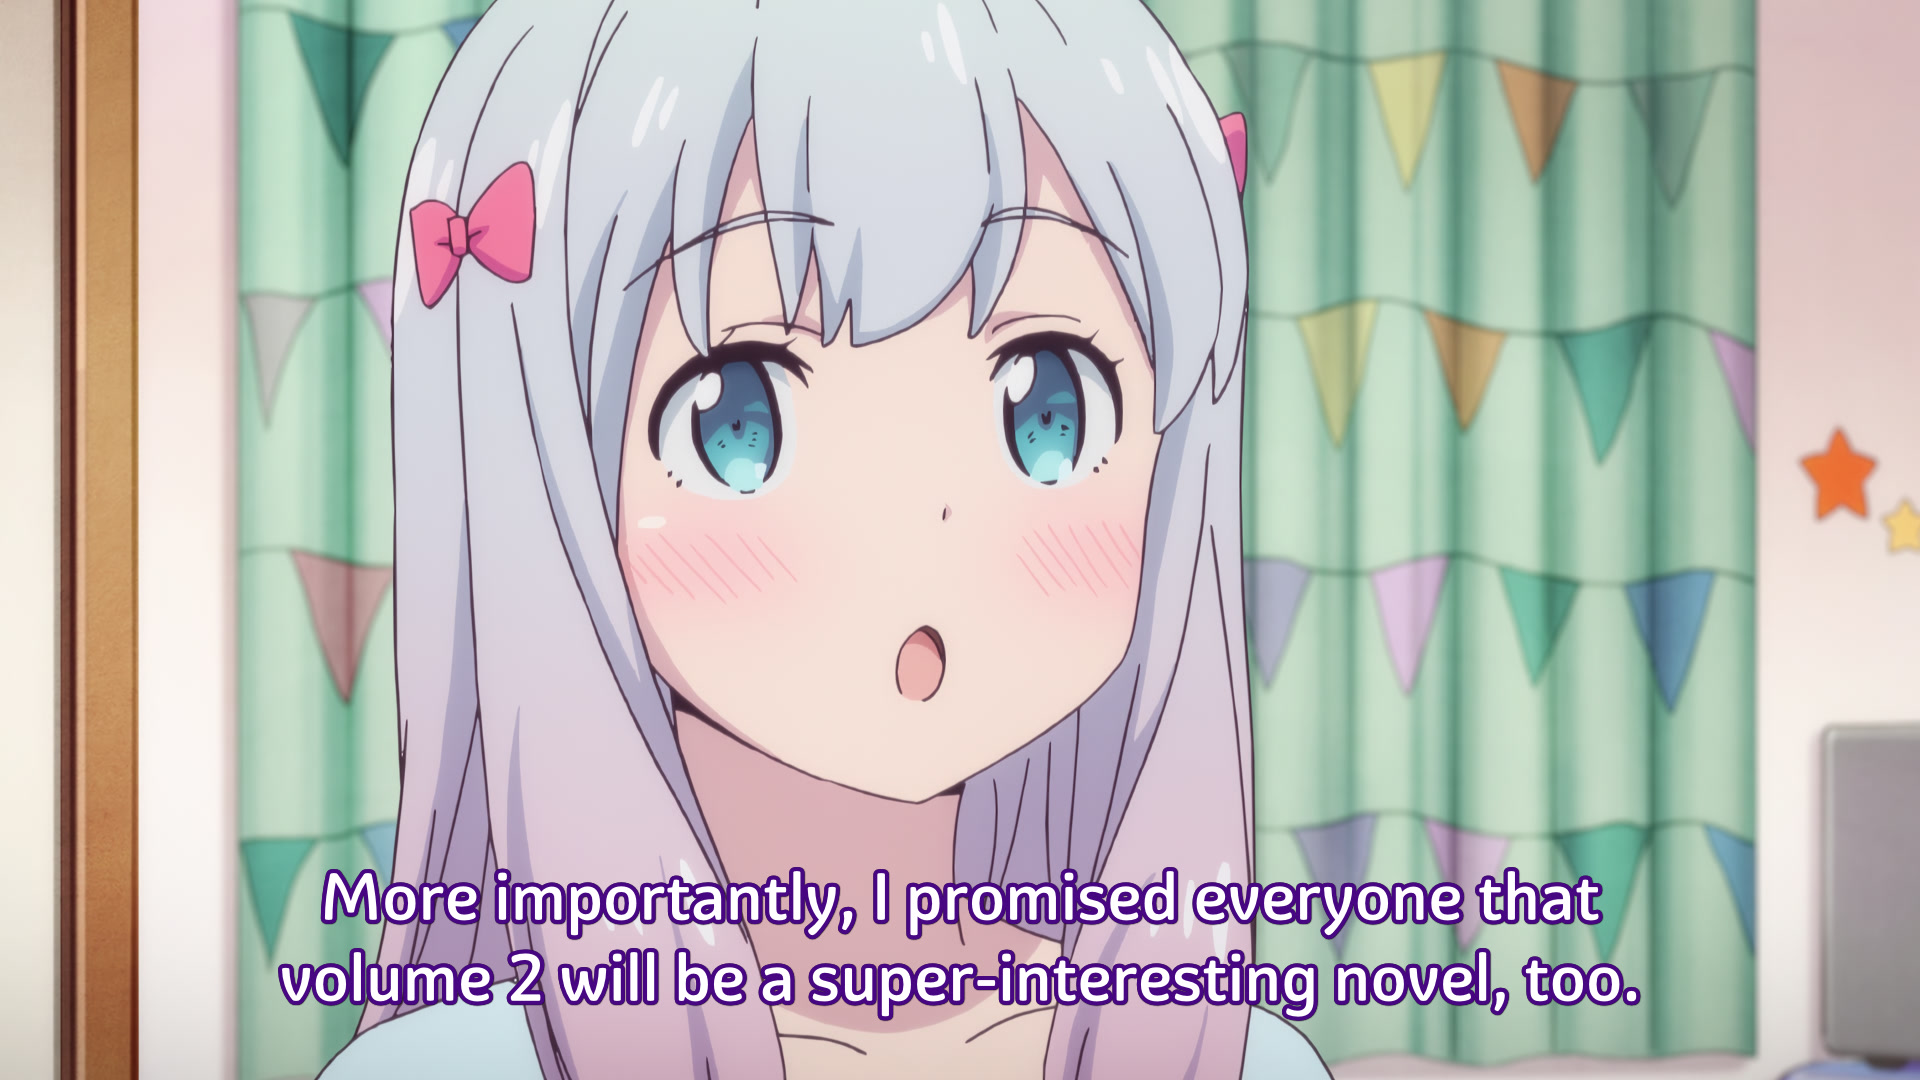 More importantly, I promised everyone that
volume 2 will be a super-interesting novel, too.